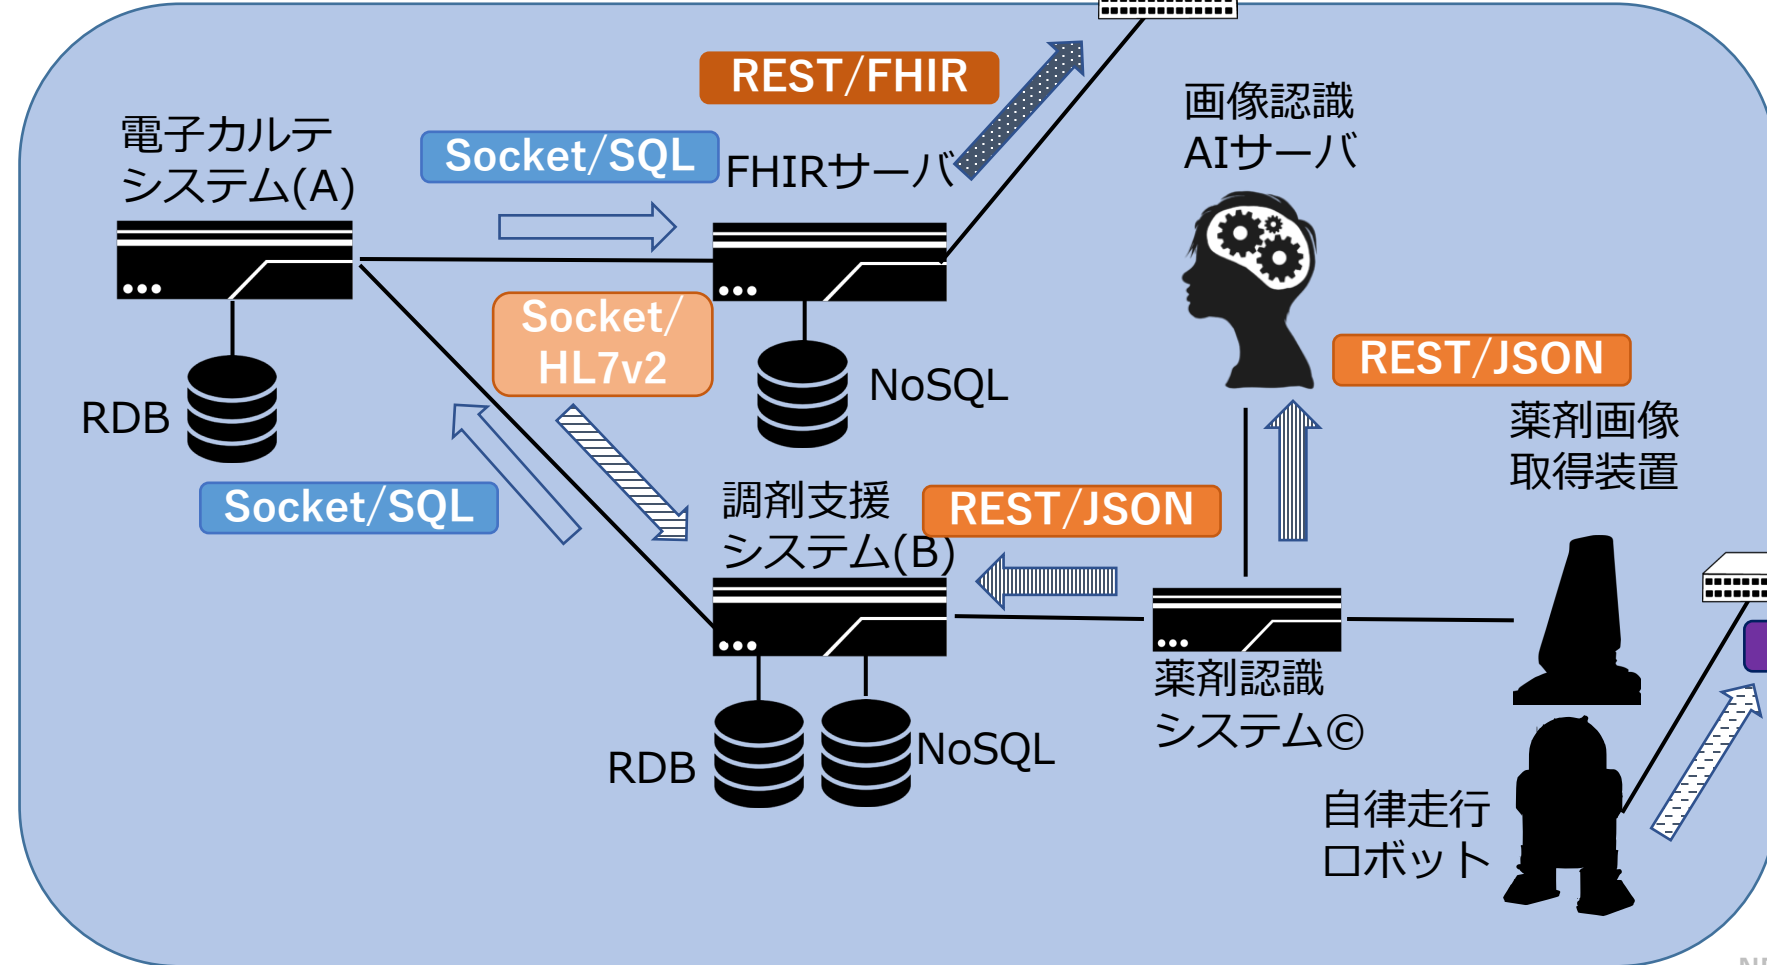 REST/FHIR
画像認識
AIサーバ
電子カルテ
システム(A)
Socket/SQL
FHIRサーバ
Socket/
HL7v2
REST/JSON
RDB
NoSQL
薬剤画像
取得装置
Socket/SQL
調剤支援
システム(B)
REST/JSON
薬剤認識
システム©
RDB
NoSQL
自律走行
ロボット